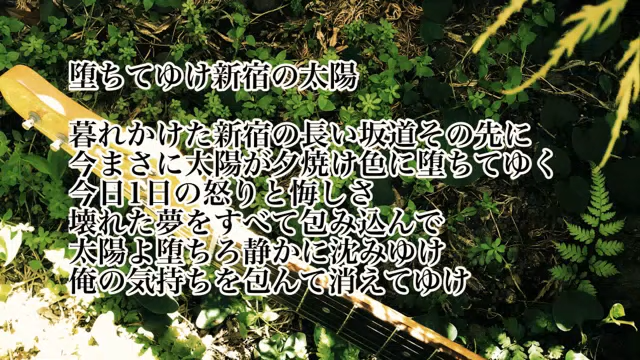 堕ちてゆけ新宿の太陽
暮れかけた新宿の長い坂道その先に
今まさに太陽が夕焼け色に堕ちてゆく
今日1日の怒りと悔しさ
壊れた夢をすべて包み込んで
太陽よ堕ちろ静かに沈みゆけ
俺の気持ちを包んて消えてゆけ